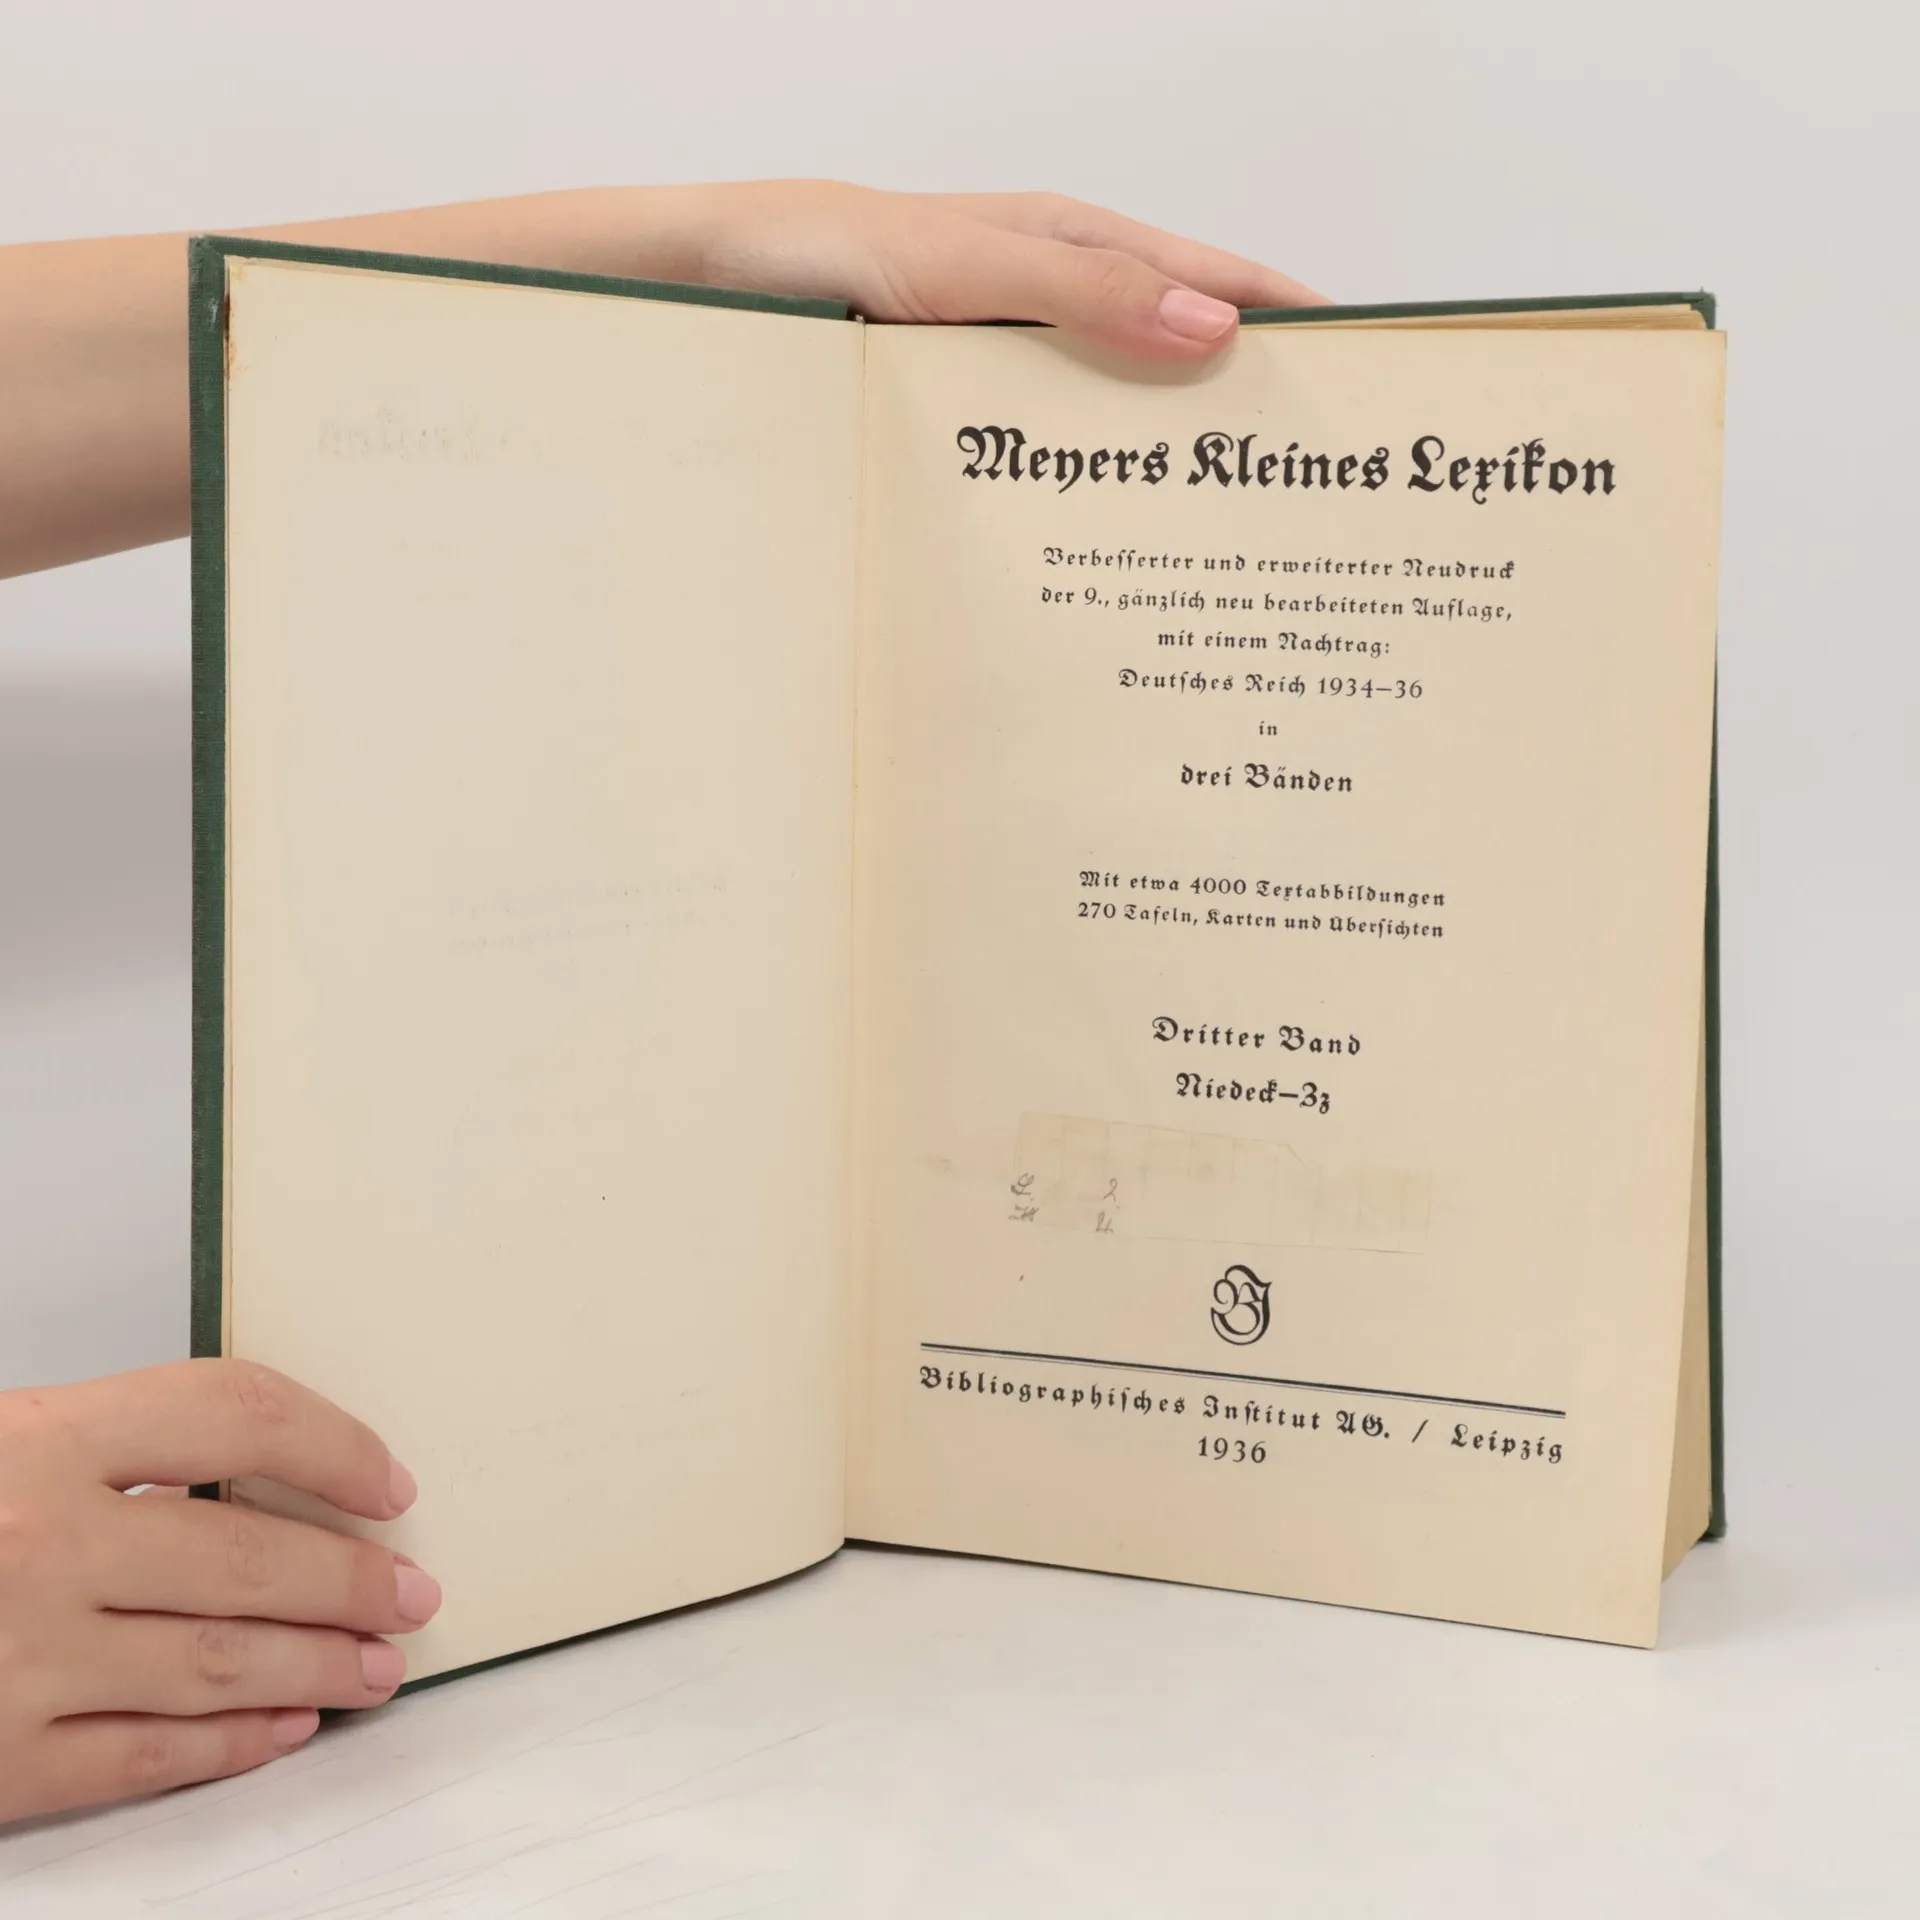 Meyers Kleines Lexikon
Verbesserter und erweiterter Neudruck
der 9., gänzlich neu bearbeiteten Auflage,
mit einem Nachtrag:
Deutsches Reich 1934–36
in
drei Bänden
Mit etwa 4000 Textabbildungen
270 Tafeln, Karten und Übersichten
Dritter Band
Niedeck–Zz
BI
Bibliographisches Institut AG. / Leipzig
1936